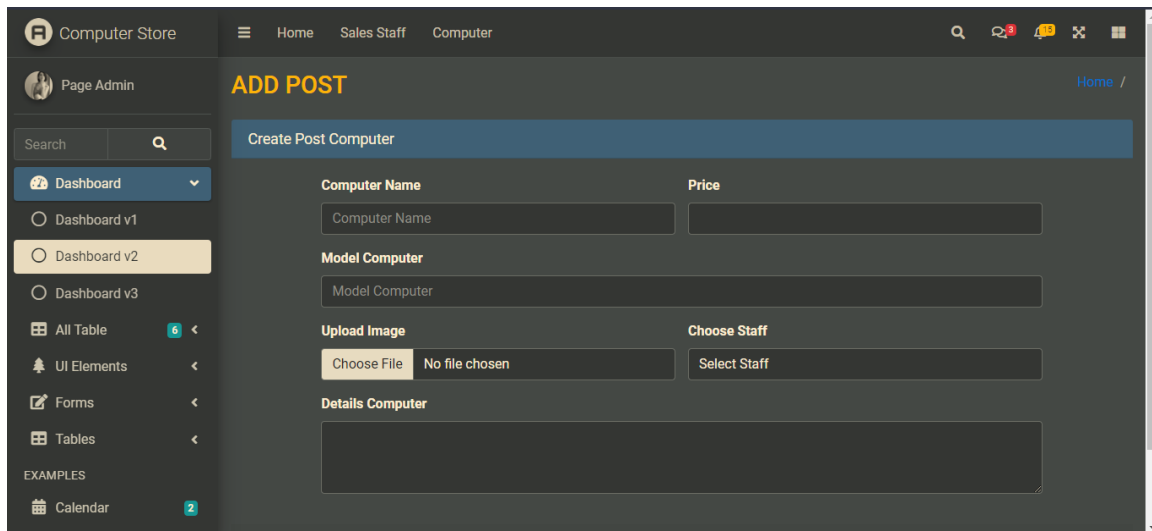 Computer Store
Home Sales Staff Computer 3 15
Page Admin
ADD POST
Home /
Search
Create Post Computer
Dashboard
Dashboard v1
Dashboard v2
Dashboard v3
All Table 6
UI Elements
Forms
Tables
EXAMPLES
Calendar 2
Computer Name Price
Computer Name
Model Computer
Model Computer
Upload Image Choose Staff
Choose File No file chosen Select Staff
Details Computer